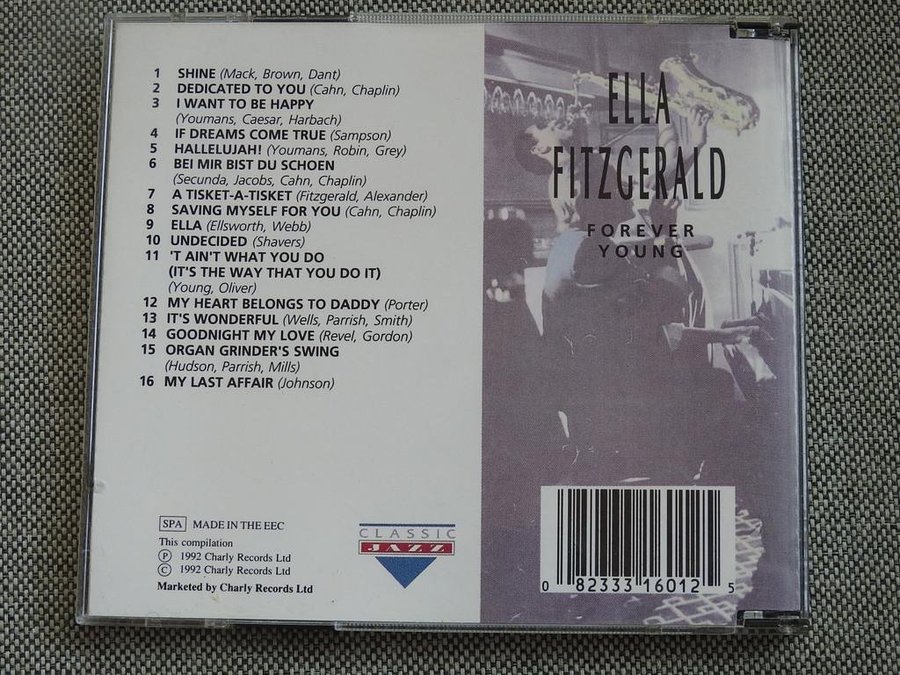 1 SHINE (Mack, Brown, Dant)
2 DEDICATED TO YOU (Cahn, Chaplin)
3 I WANT TO BE HAPPY
(Youmans, Caesar, Harbach)
4 IF DREAMS COME TRUE (Sampson)
5 HALLELUJAH! (Youmans, Robin, Grey)
6 BEI MIR BIST DU SCHOEN
(Secunda, Jacobs, Cahn, Chaplin)
7 A TISKET-A-TISKET (Fitzgerald, Alexander)
8 SAVING MYSELF FOR YOU (Cahn, Chaplin)
9 ELLA (Ellsworth, Webb)
10 UNDECIDED (Shavers)
11 'T AIN'T WHAT YOU DO
(IT'S THE WAY THAT YOU DO IT)
(Young, Oliver)
12 MY HEART BELONGS TO DADDY (Porter)
13 IT'S WONDERFUL (Wells, Parrish, Smith)
14 GOODNIGHT MY LOVE (Revel, Gordon)
15 ORGAN GRINDER'S SWING
(Hudson, Parrish, Mills)
16 MY LAST AFFAIR (Johnson)
SPA MADE IN THE EEC
This compilation
Ⓟ 1992 Charly Records Ltd
© 1992 Charly Records Ltd
Marketed by Charly Records Ltd
CLASSIC
JAZZ
ELLA
FITZGERALD
FOREVER
YOUNG
0 82333 16012 5